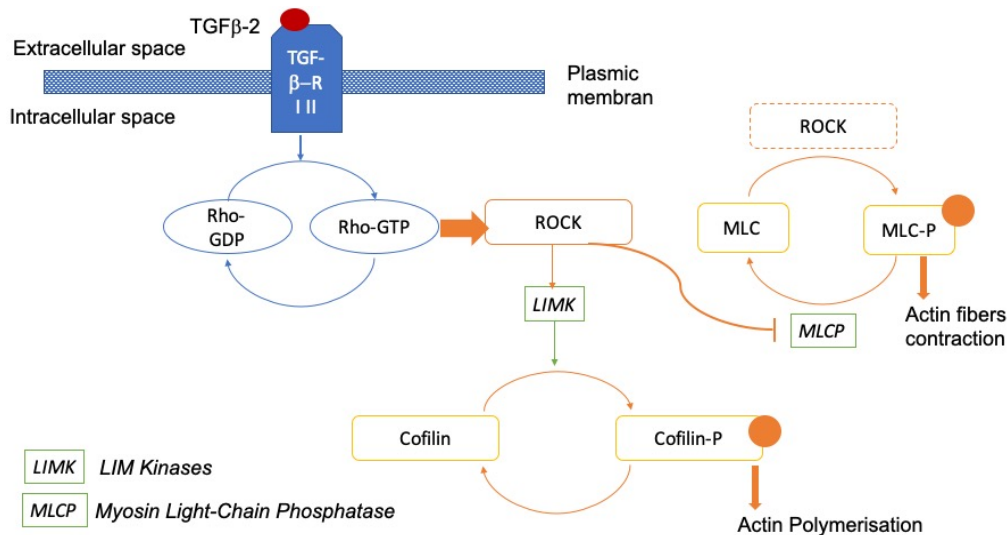 TGFβ-2
Extracellular space
TGF-
β–R
I II
Plasmic
membran
Intracellular space
ROCK
Rho-
GDP
Rho-GTP
ROCK
MLC
MLC-P
LIMK
MLCP
Actin fibers
contraction
Cofilin
Cofilin-P
LIMK
LIM Kinases
MLCP
Myosin Light-Chain Phosphatase
Actin Polymerisation